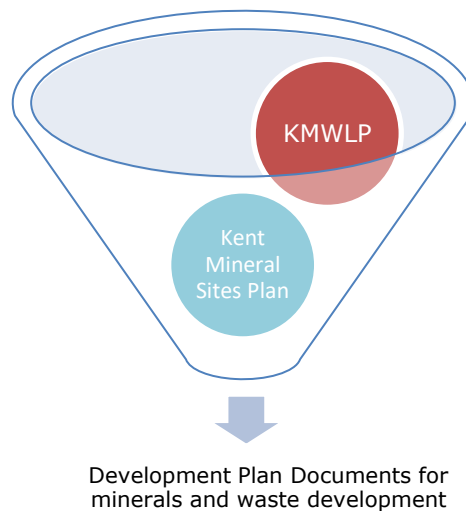 KMWLP
Kent
Mineral
Sites Plan
Development Plan Documents for
minerals and waste development